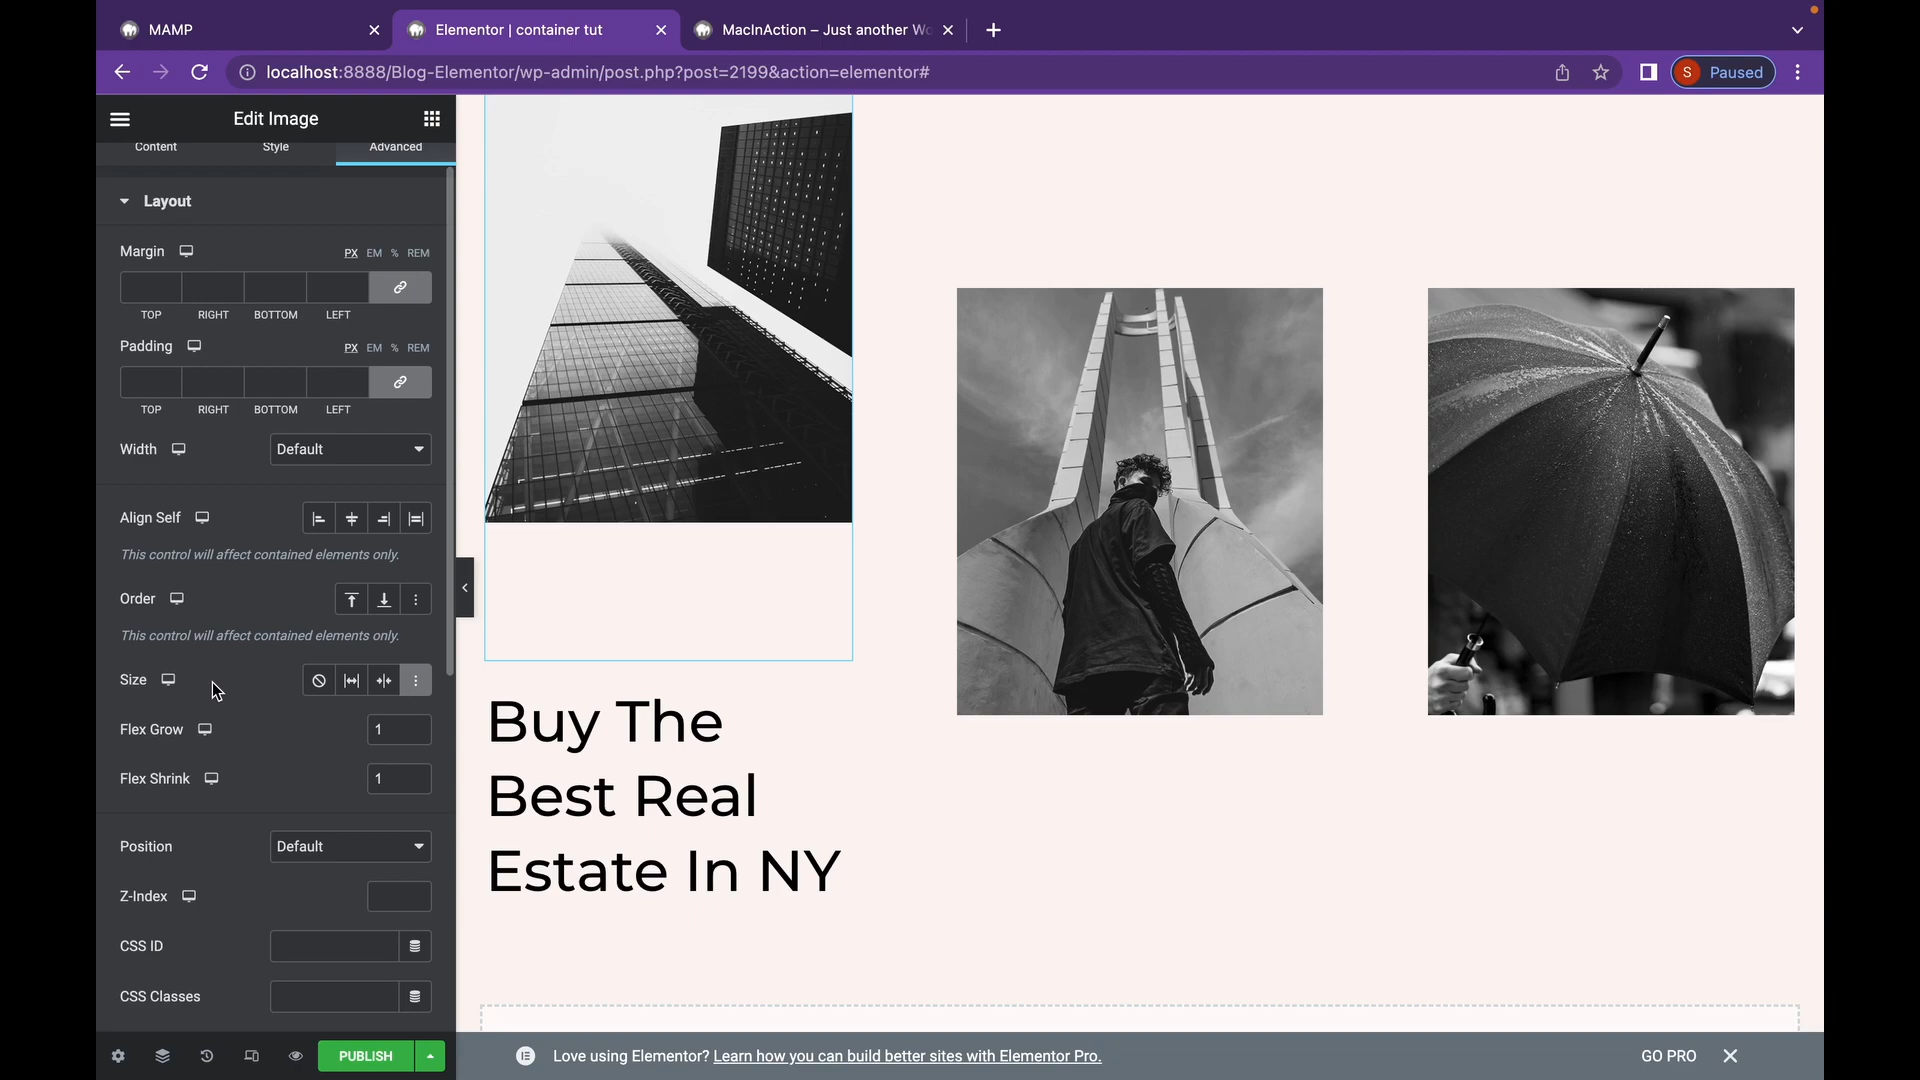 MAMP
Elementor | container tut
MacInAction – Just another Wo
localhost:8888/Blog-Elementor/wp-admin/post.php?post=2199&action=elementor#
S Paused
Edit Image
Content Style Advanced
Layout
Margin PX EM % REM
TOP RIGHT BOTTOM LEFT
Padding PX EM % REM
TOP RIGHT BOTTOM LEFT
Width Default
Align Self
This control will affect contained elements only.
Order
This control will affect contained elements only.
Size
Flex Grow 1
Flex Shrink 1
Position Default
Z-Index
CSS ID
CSS Classes
PUBLISH
Buy The
Best Real
Estate In NY
Love using Elementor? Learn how you can build better sites with Elementor Pro.
GO PRO